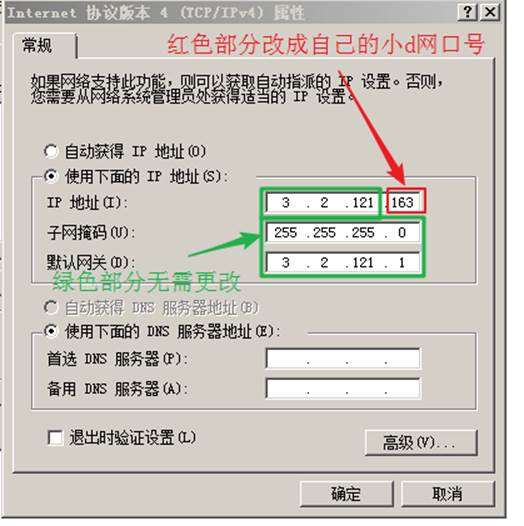 Internet 协议版本 4 (TCP/IPv4) 属性
常规
红色部分改成自己的小d网口号
如果网络支持此功能，则可以获取自动指派的 IP 设置。否则，
您需要从网络系统管理员处获得适当的 IP 设置。
自动获得 IP 地址(O)
使用下面的 IP 地址(S):
IP 地址(I): 3 . 2 .121 .163
子网掩码(U): 255 .255 .255 . 0
默认网关(D): 3 . 2 .121 . 1
绿色部分无需更改
自动获得 DNS 服务器地址(B)
使用下面的 DNS 服务器地址(E):
首选 DNS 服务器(P): . . .
备用 DNS 服务器(A): . . .
退出时验证设置(L)
高级(V)...
确定 取消